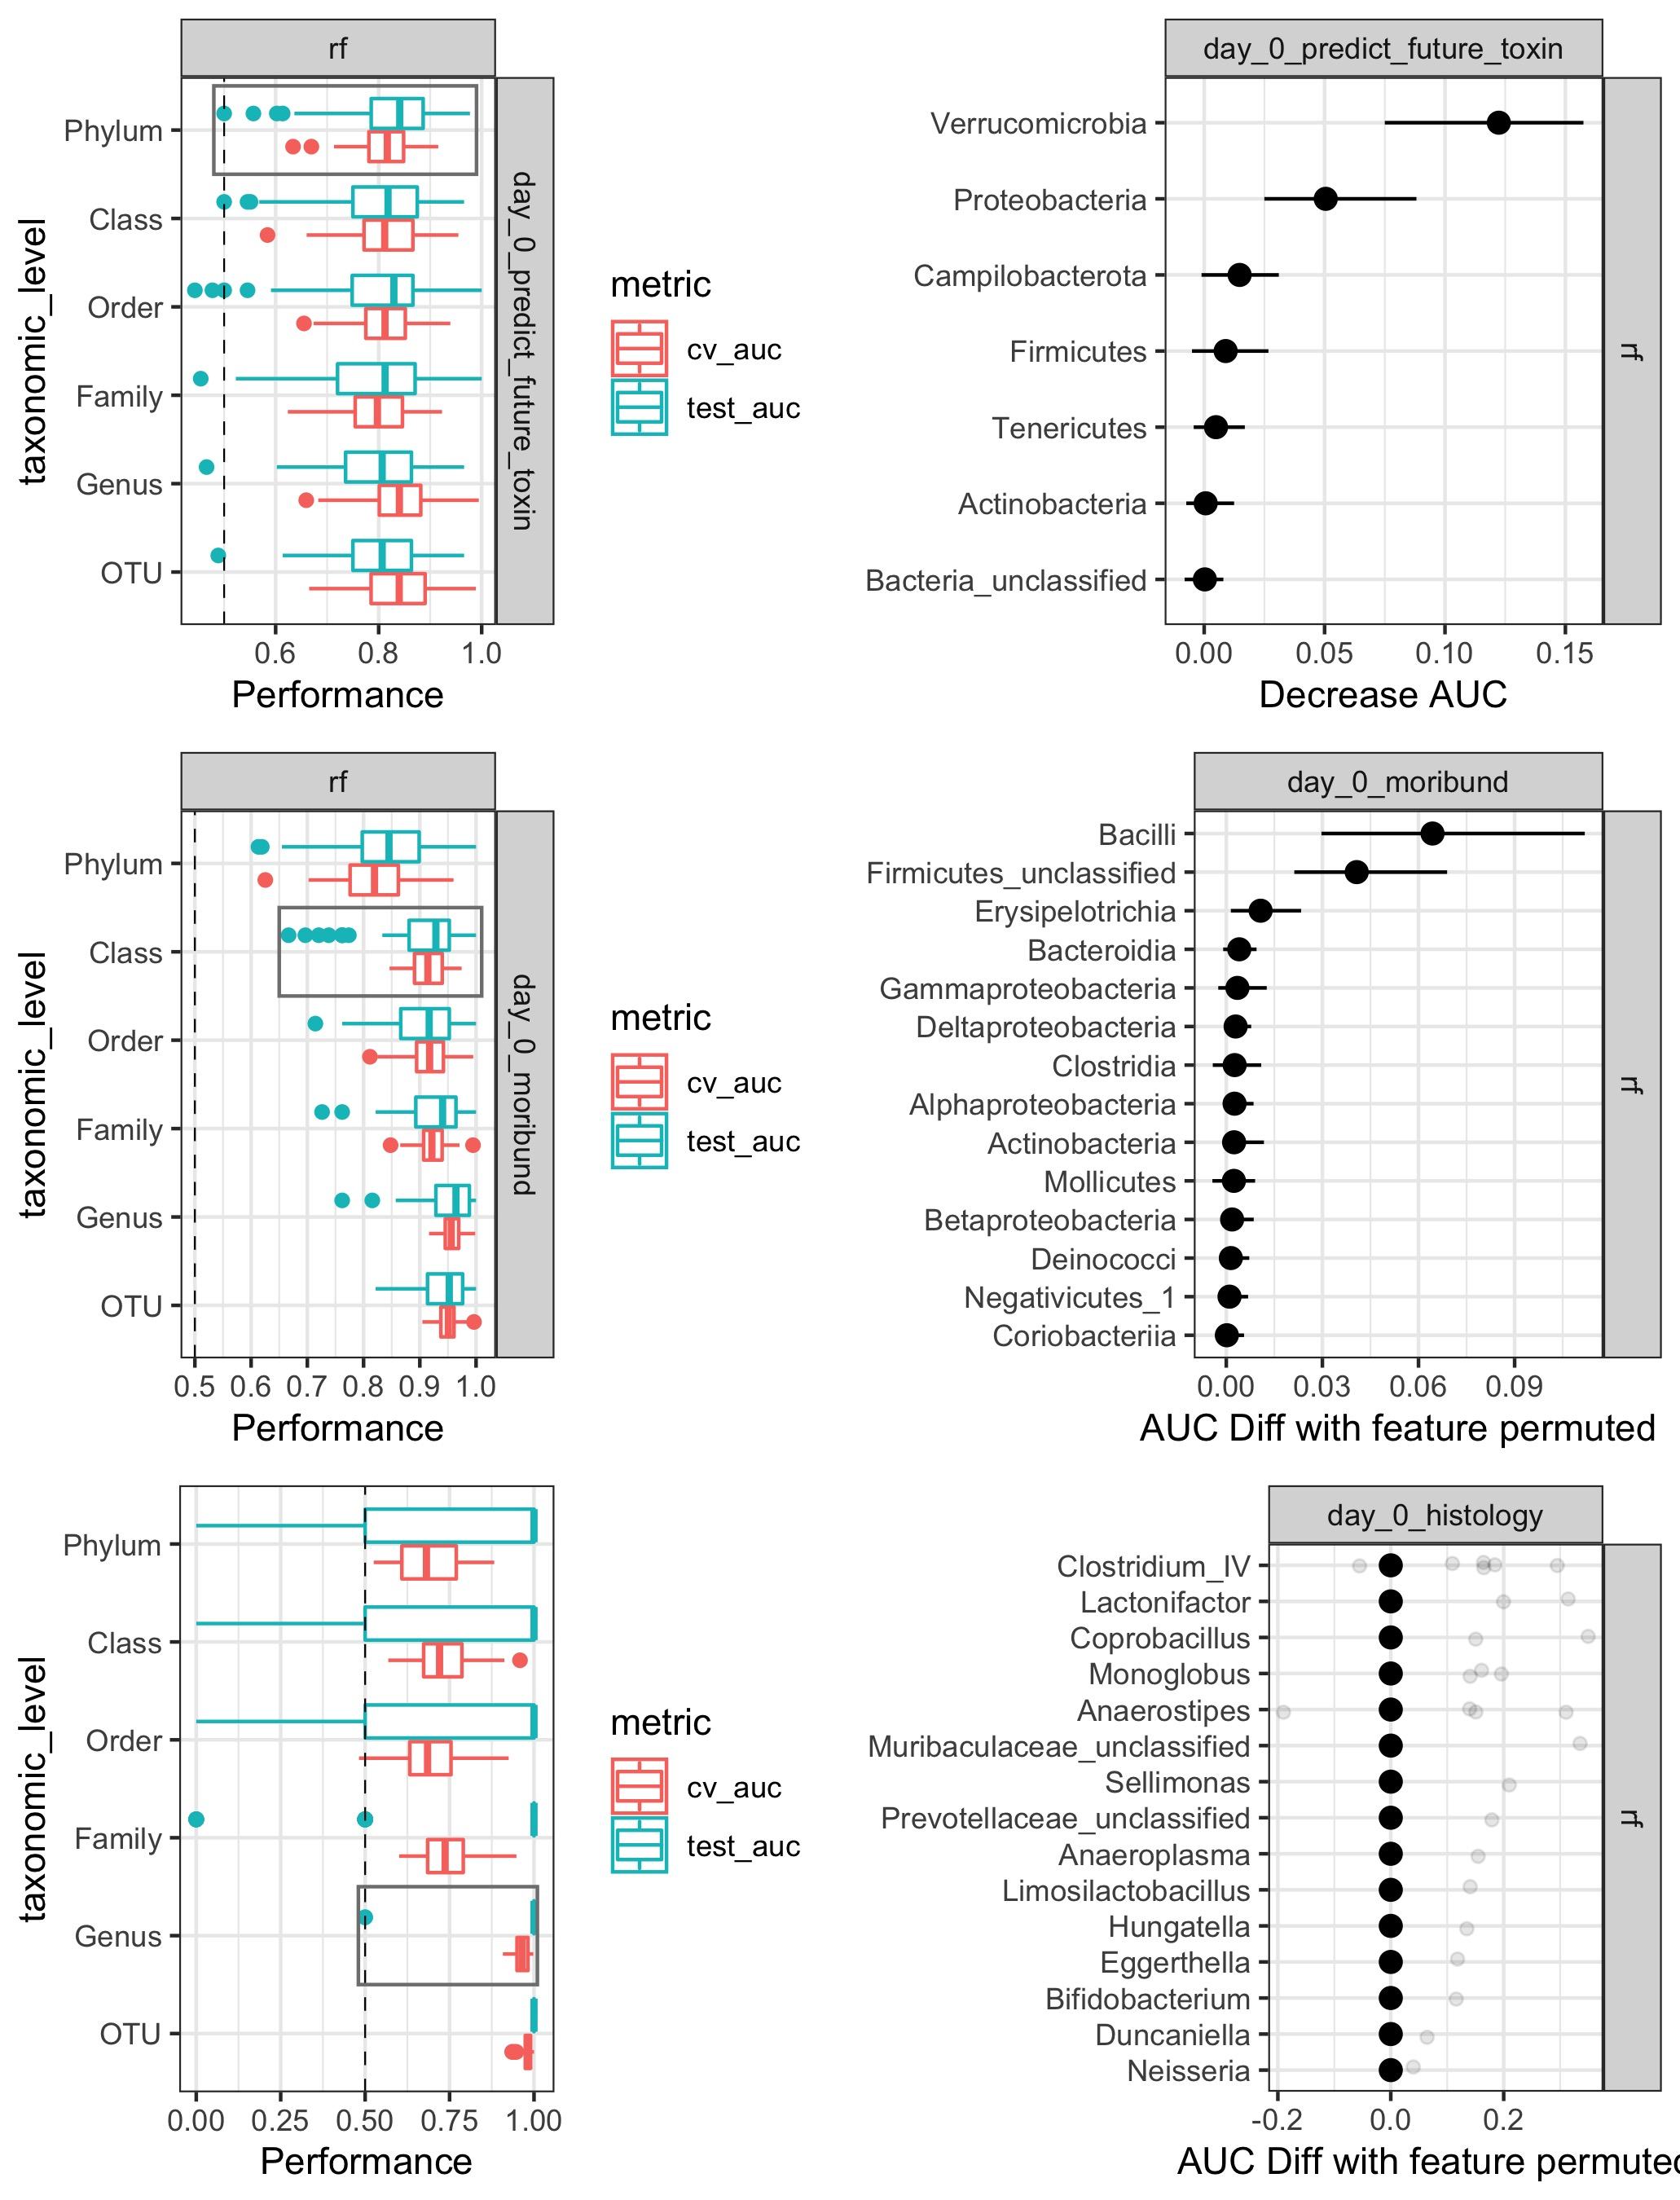 rf
taxonomic_level
Phylum
Class
Order
Family
Genus
OTU
day_0_predict_future_toxin
0.6 0.8 1.0
Performance
metric
cv_auc
test_auc
day_0_predict_future_toxin
Verrucomicrobia
Proteobacteria
Campilobacterota
Firmicutes
Tenericutes
Actinobacteria
Bacteria_unclassified
rf
0.00 0.05 0.10 0.15
Decrease AUC
rf
taxonomic_level
Phylum
Class
Order
Family
Genus
OTU
day_0_moribund
0.5 0.6 0.7 0.8 0.9 1.0
Performance
metric
cv_auc
test_auc
day_0_moribund
Bacilli
Firmicutes_unclassified
Erysipelotrichia
Bacteroidia
Gammaproteobacteria
Deltaproteobacteria
Clostridia
Alphaproteobacteria
Actinobacteria
Mollicutes
Betaproteobacteria
Deinococci
Negativicutes_1
Coriobacteriia
rf
0.00 0.03 0.06 0.09
AUC Diff with feature permuted
taxonomic_level
Phylum
Class
Order
Family
Genus
OTU
0.00 0.25 0.50 0.75 1.00
Performance
metric
cv_auc
test_auc
day_0_histology
Clostridium_IV
Lactonifactor
Coprobacillus
Monoglobus
Anaerostipes
Muribaculaceae_unclassified
Sellimonas
Prevotellaceae_unclassified
Anaeroplasma
Limosilactobacillus
Hungatella
Eggerthella
Bifidobacterium
Duncaniella
Neisseria
rf
-0.2 0.0 0.2
AUC Diff with feature permuted